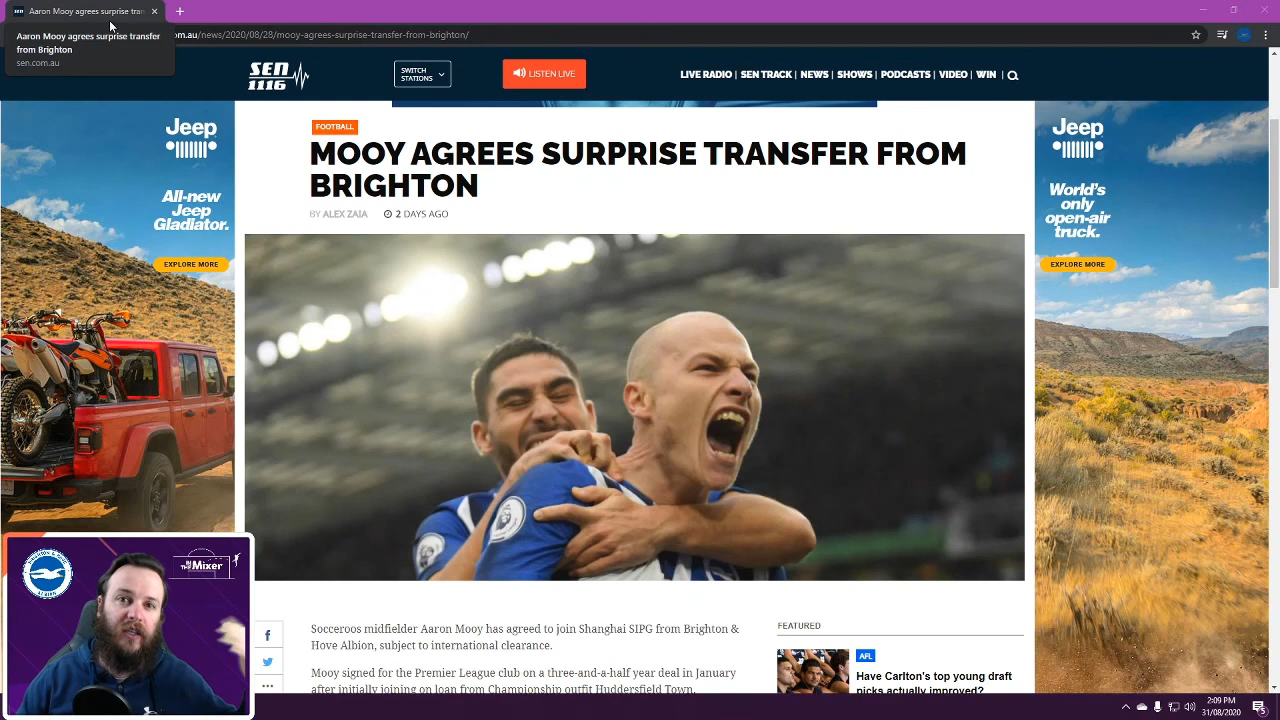 Aaron Mooy agrees surprise tran
Aaron Mooy agrees surprise transfer
from Brighton
sen.com.au
om.au/news/2020/08/28/mooy-agrees-surprise-transfer-from-brighton/
SEN
1116
SWITCH
STATIONS
LISTEN LIVE
LIVE RADIO | SEN TRACK | NEWS | SHOWS | PODCASTS | VIDEO | WIN |
Jeep
All-new
Jeep
Gladiator.
EXPLORE MORE
FOOTBALL
MOOY AGREES SURPRISE TRANSFER FROM
BRIGHTON
BY ALEX ZAIA 2 DAYS AGO
Jeep
World's
only
open-air
truck.
EXPLORE MORE
BRIGHTON & HOVE
ALBION
IN THE Mixer
Socceroos midfielder Aaron Mooy has agreed to join Shanghai SIPG from Brighton &
Hove Albion, subject to international clearance.
Mooy signed for the Premier League club on a three-and-a-half year deal in January
after initially joining on loan from Championship outfit Huddersfield Town.
FEATURED
AFL
Have Carlton's top young draft
picks actually improved?
2:09 PM
31/08/2020